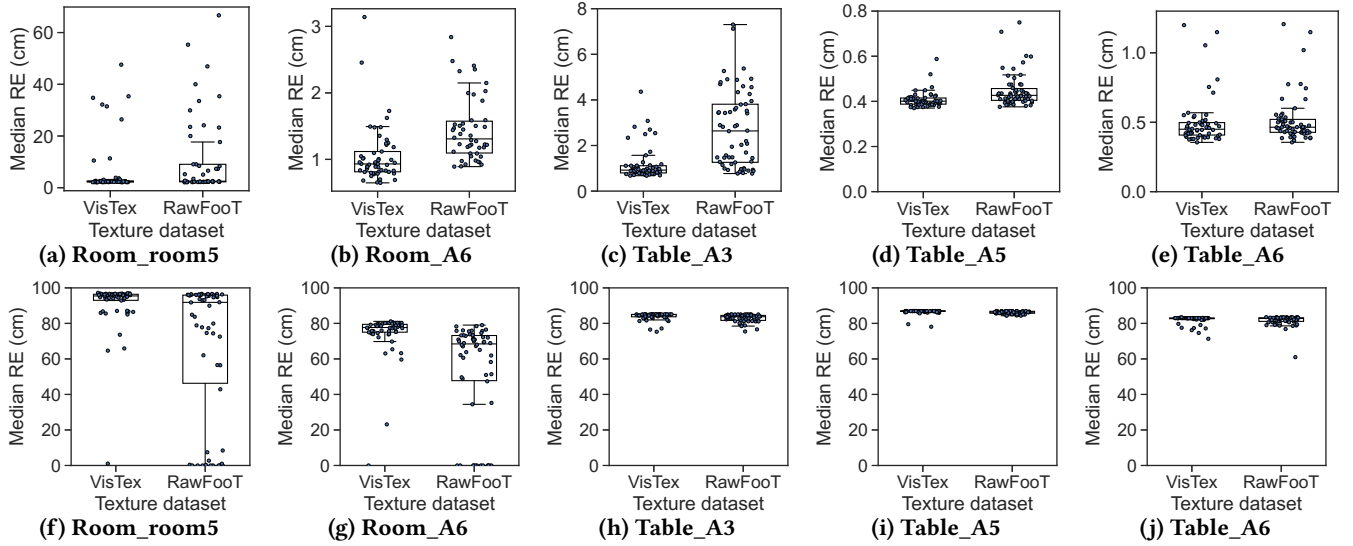 Median RE (cm)
60
40
20
0
VisTex RawFooT
Texture dataset
(a) Room_room5
Median RE (cm)
3
2
1
VisTex RawFooT
Texture dataset
(b) Room_A6
Median RE (cm)
8
6
4
2
0
VisTex RawFooT
Texture dataset
(c) Table_A3
Median RE (cm)
0.8
0.6
0.4
0.2
0.0
VisTex RawFooT
Texture dataset
(d) Table_A5
Median RE (cm)
1.0
0.5
0.0
VisTex RawFooT
Texture dataset
(e) Table_A6
Median RE (cm)
100
80
60
40
20
0
VisTex RawFooT
Texture dataset
(f) Room_room5
Median RE (cm)
100
80
60
40
20
0
VisTex RawFooT
Texture dataset
(g) Room_A6
Median RE (cm)
100
80
60
40
20
0
VisTex RawFooT
Texture dataset
(h) Table_A3
Median RE (cm)
100
80
60
40
20
0
VisTex RawFooT
Texture dataset
(i) Table_A5
Median RE (cm)
100
80
60
40
20
0
VisTex RawFooT
Texture dataset
(j) Table_A6